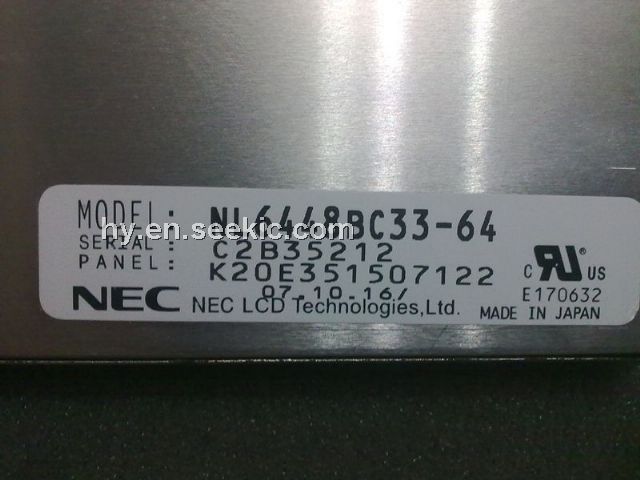 MODEL: NL6448BC33-64
hy.en.seekic.com
SERIAL: C2B35212
PANEL: K20E351507122
07-10-16/
NEC NEC LCD Technologies,Ltd.
C RU US
E170632
MADE IN JAPAN